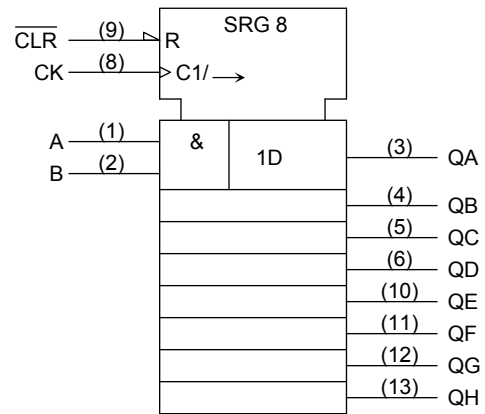 SRG 8
C̅L̅R̅ (9) R
CK (8) C1/ →
A (1) & 1D (3) QA
B (2)
(4) QB
(5) QC
(6) QD
(10) QE
(11) QF
(12) QG
(13) QH